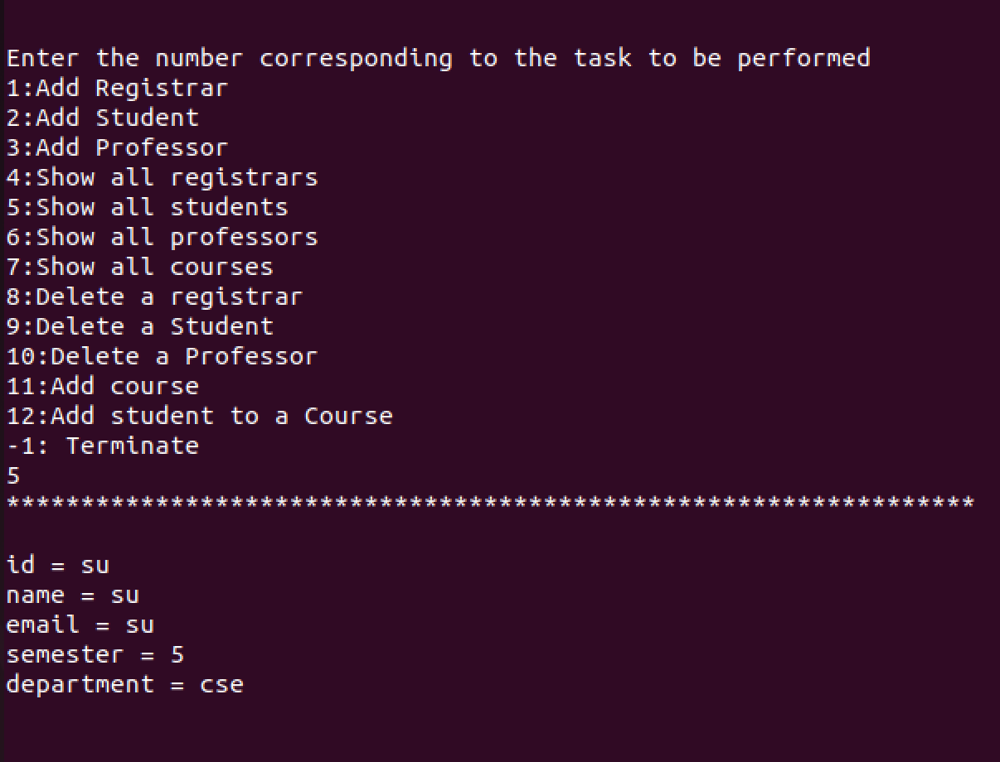 Enter the number corresponding to the task to be performed
1:Add Registrar
2:Add Student
3:Add Professor
4:Show all registrars
5:Show all students
6:Show all professors
7:Show all courses
8:Delete a registrar
9:Delete a Student
10:Delete a Professor
11:Add course
12:Add student to a Course
-1: Terminate
5
*****************************************************************
id = su
name = su
email = su
semester = 5
department = cse